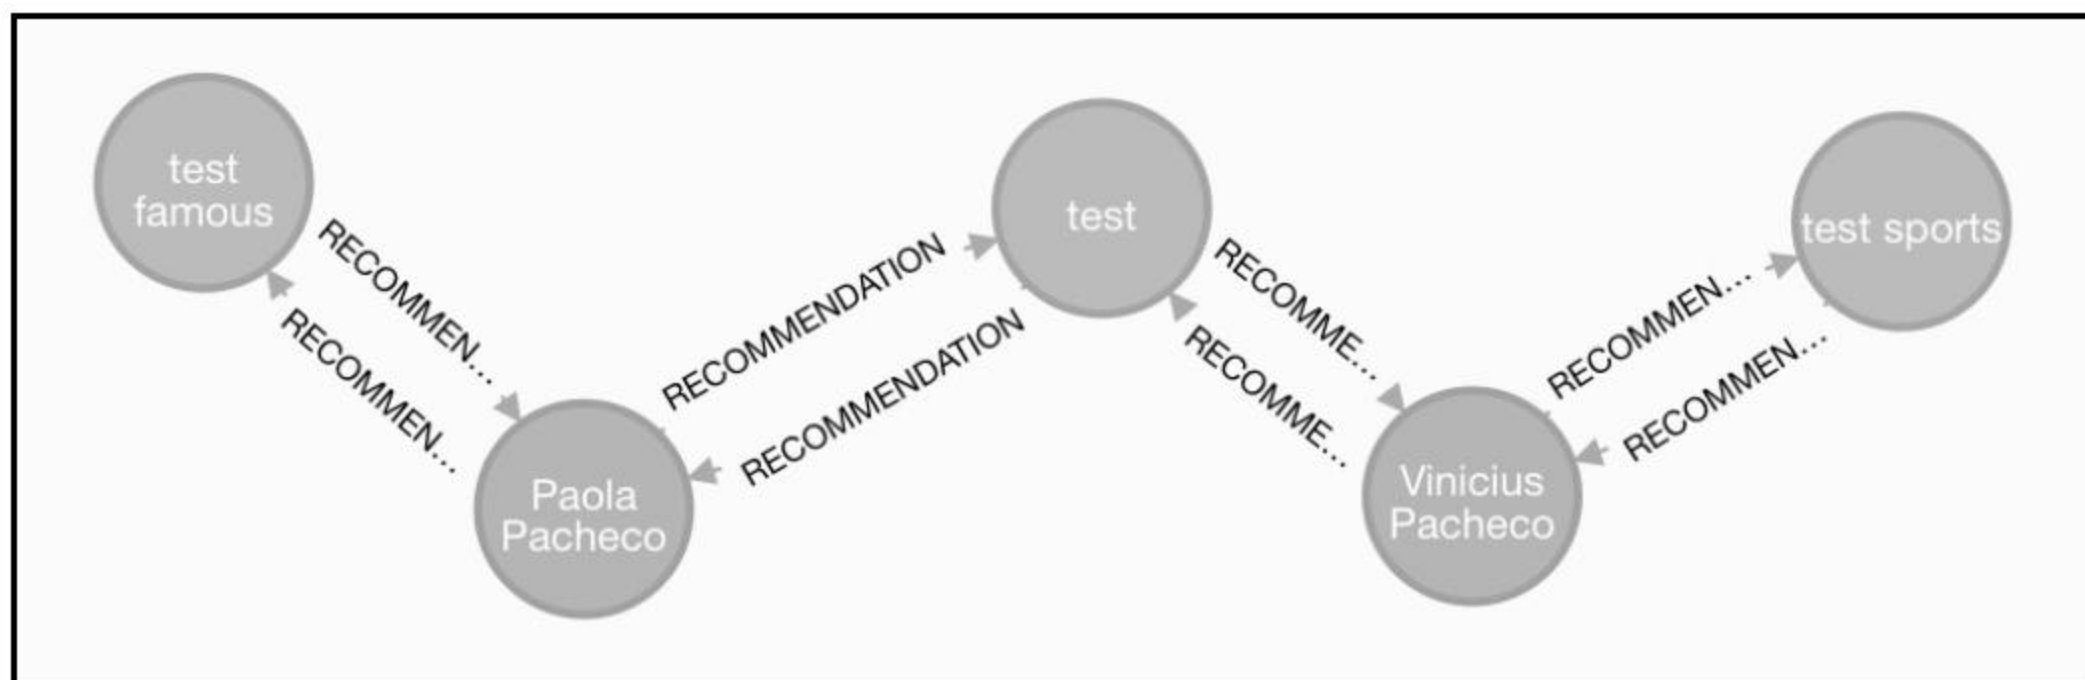 test
famous
RECOMMEN...
RECOMMEN...
Paola
Pacheco
RECOMMENDATION
RECOMMENDATION
test
RECOMME...
RECOMME...
Vinicius
Pacheco
RECOMMEN...
RECOMMEN...
test sports